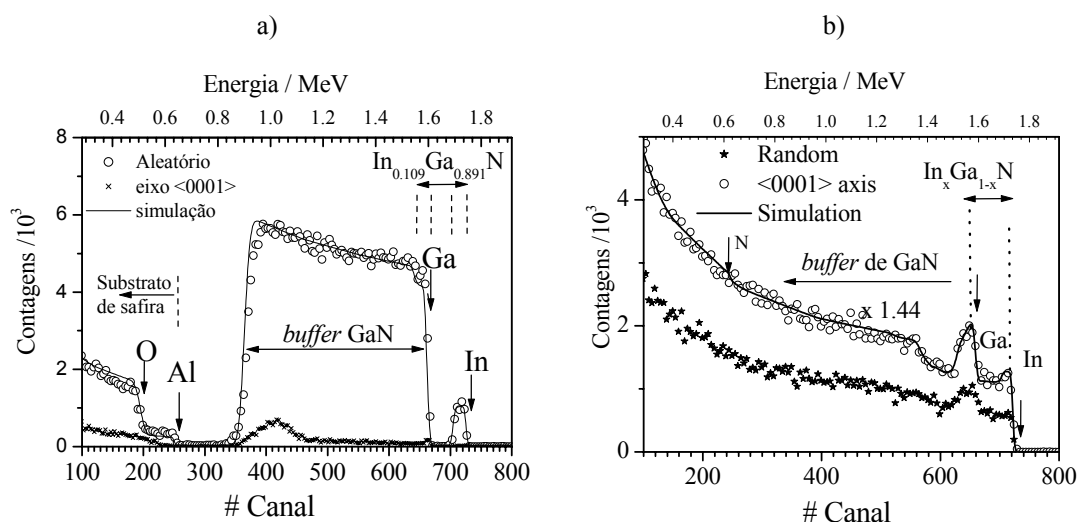 a)
Energia / MeV
0.4 0.6 0.8 1.0 1.2 1.4 1.6 1.8
8
6
4
2
0
Contagens /10³
Aleatório
eixo <0001>
simulação
In₀.₁₀₉Ga₀.₈₉₁N
Ga
Substrato
de safira
buffer GaN
O
Al
In
100 200 300 400 500 600 700 800
# Canal
b)
Energia / MeV
0.4 0.6 0.8 1.0 1.2 1.4 1.6 1.8
4
2
0
Contagens /10³
Random
<0001> axis
Simulation
InₓGa₁₋ₓN
N
buffer de GaN
x 1.44
Ga
In
200 400 600 800
# Canal